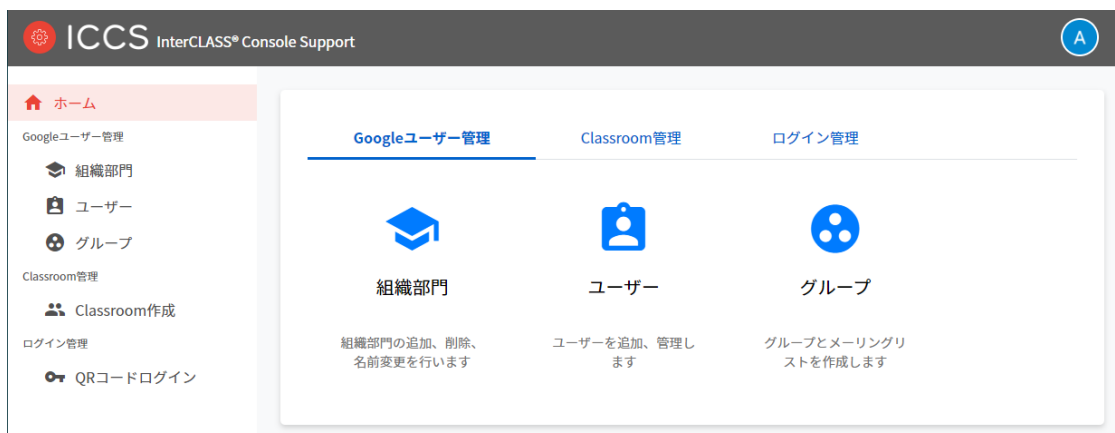 ICCS InterCLASS® Console Support
A
ホーム
Googleユーザー管理
組織部門
ユーザー
グループ
Classroom管理
Classroom作成
ログイン管理
QRコードログイン
Googleユーザー管理 Classroom管理 ログイン管理
組織部門
組織部門の追加、削除、
名前変更を行います
ユーザー
ユーザーを追加、管理し
ます
グループ
グループとメーリングリ
ストを作成します